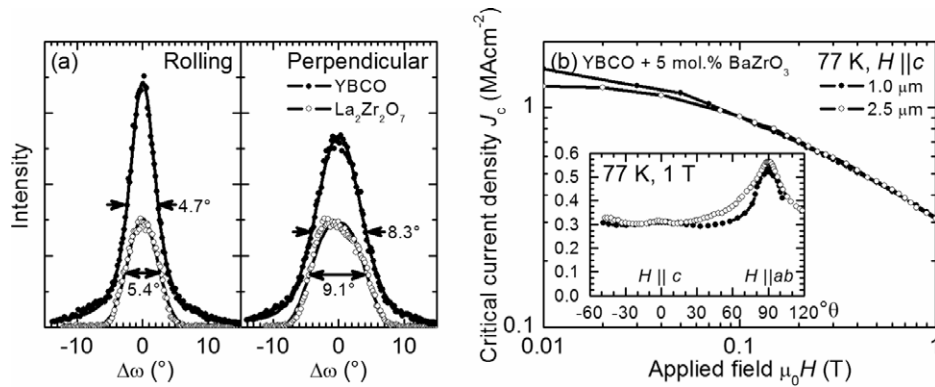 (a)
Rolling
Perpendicular
YBCO
La₂Zr₂O₇
Intensity
4.7°
5.4°
8.3°
9.1°
-10 0 10
-10 0 10
Δω (°)
Δω (°)
(b) YBCO + 5 mol.% BaZrO₃
77 K, H ||c
1.0 μm
2.5 μm
Critical current density Jc (MAcm⁻²)
1
0.1
0.6
0.5
0.4
0.3
0.2
0.1
0.0
77 K, 1 T
H || c
H ||ab
-60 -30 0 30 60 90 120 °θ
0.01 0.1 1
Applied field μ₀H (T)